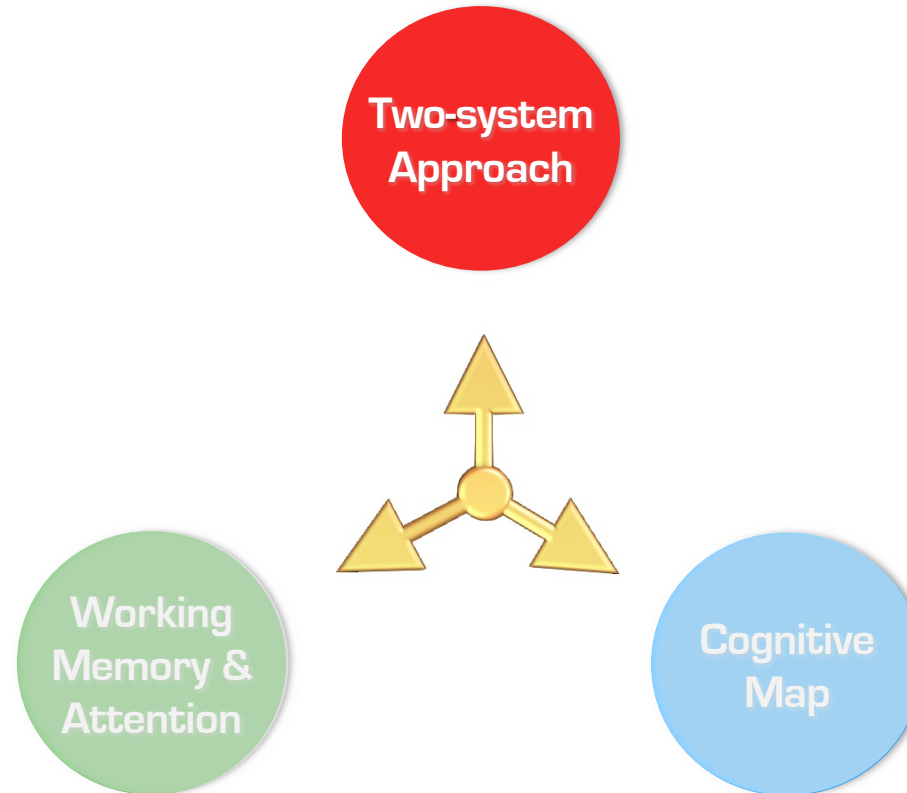 Two-system
Approach
Working
Memory &
Attention
Cognitive
Map